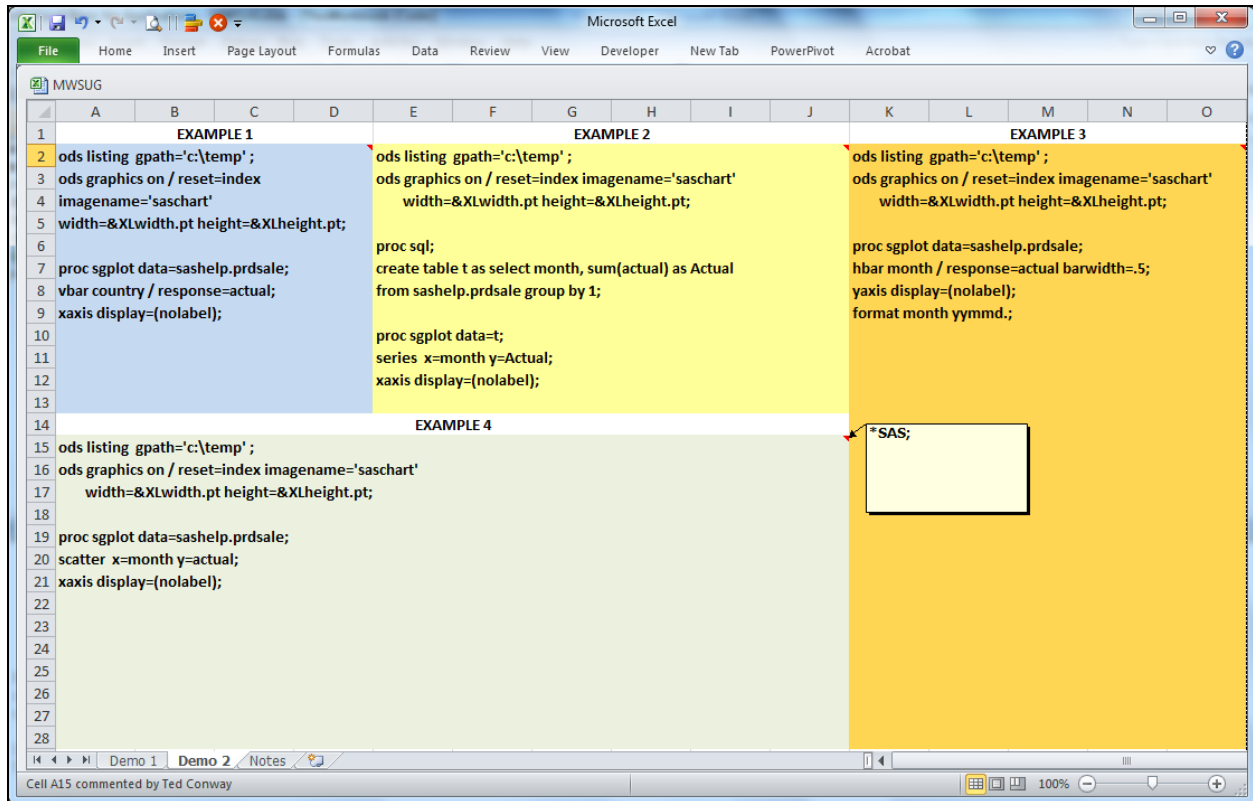 Microsoft Excel
File Home Insert Page Layout Formulas Data Review View Developer New Tab PowerPivot Acrobat
MWSUG
A B C D E F G H I J K L M N O
1 EXAMPLE 1 EXAMPLE 2 EXAMPLE 3
2 ods listing gpath='c:\temp' ; ods listing gpath='c:\temp' ; ods listing gpath='c:\temp' ;
3 ods graphics on / reset=index ods graphics on / reset=index imagename='saschart' ods graphics on / reset=index imagename='saschart'
4 imagename='saschart' width=&XLwidth.pt height=&XLheight.pt; width=&XLwidth.pt height=&XLheight.pt;
5 width=&XLwidth.pt height=&XLheight.pt;
6 proc sql; proc sgplot data=sashelp.prdsale;
7 proc sgplot data=sashelp.prdsale; create table t as select month, sum(actual) as Actual hbar month / response=actual barwidth=.5;
8 vbar country / response=actual; from sashelp.prdsale group by 1; yaxis display=(nolabel);
9 xaxis display=(nolabel); format month yymmd.;
10 proc sgplot data=t;
11 series x=month y=Actual;
12 xaxis display=(nolabel);
13
14 EXAMPLE 4
*SAS;
15 ods listing gpath='c:\temp' ;
16 ods graphics on / reset=index imagename='saschart'
17 width=&XLwidth.pt height=&XLheight.pt;
18
19 proc sgplot data=sashelp.prdsale;
20 scatter x=month y=actual;
21 xaxis display=(nolabel);
22
23
24
25
26
27
28
Demo 1 Demo 2 Notes
Cell A15 commented by Ted Conway 100%